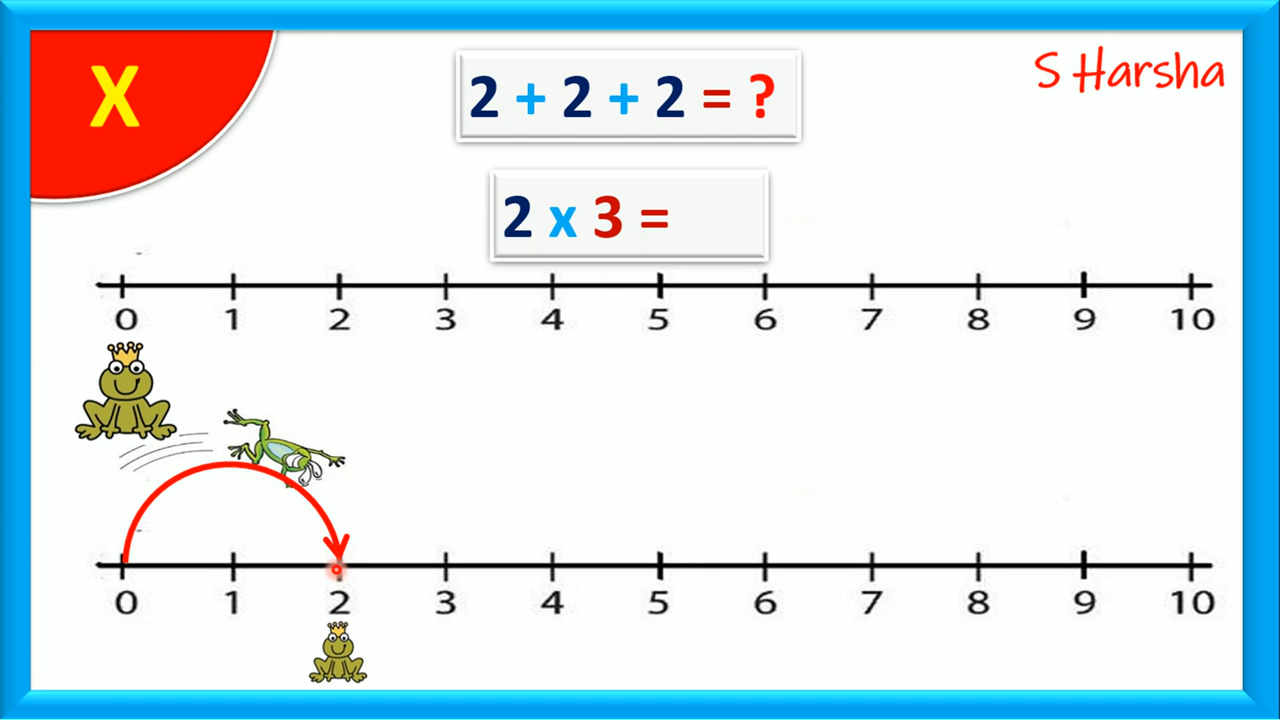 X
2 + 2 + 2 = ?
S Harsha
2 x 3 =
0 1 2 3 4 5 6 7 8 9 10
0 1 2 3 4 5 6 7 8 9 10